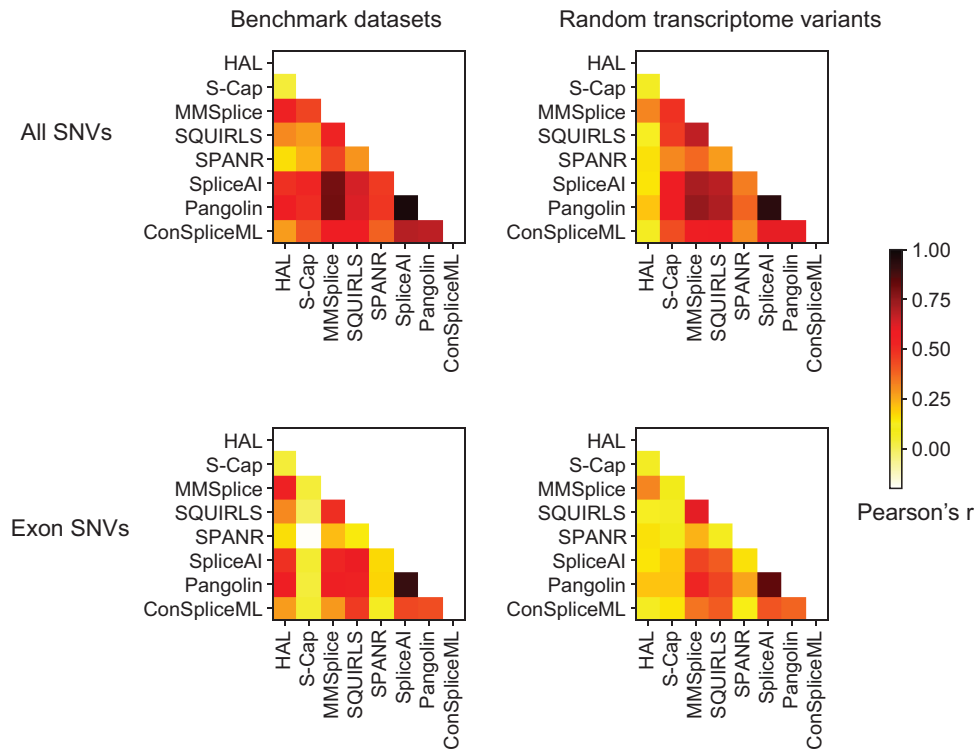 Benchmark datasets
Random transcriptome variants
All SNVs
HAL
S-Cap
MMSplice
SQUIRLS
SPANR
SpliceAI
Pangolin
ConSpliceML
HAL
S-Cap
MMSplice
SQUIRLS
SPANR
SpliceAI
Pangolin
ConSpliceML
HAL
S-Cap
MMSplice
SQUIRLS
SPANR
SpliceAI
Pangolin
ConSpliceML
HAL
S-Cap
MMSplice
SQUIRLS
SPANR
SpliceAI
Pangolin
ConSpliceML
1.00
0.75
0.50
0.25
0.00
Pearson's r
Exon SNVs
HAL
S-Cap
MMSplice
SQUIRLS
SPANR
SpliceAI
Pangolin
ConSpliceML
HAL
S-Cap
MMSplice
SQUIRLS
SPANR
SpliceAI
Pangolin
ConSpliceML
HAL
S-Cap
MMSplice
SQUIRLS
SPANR
SpliceAI
Pangolin
ConSpliceML
HAL
S-Cap
MMSplice
SQUIRLS
SPANR
SpliceAI
Pangolin
ConSpliceML